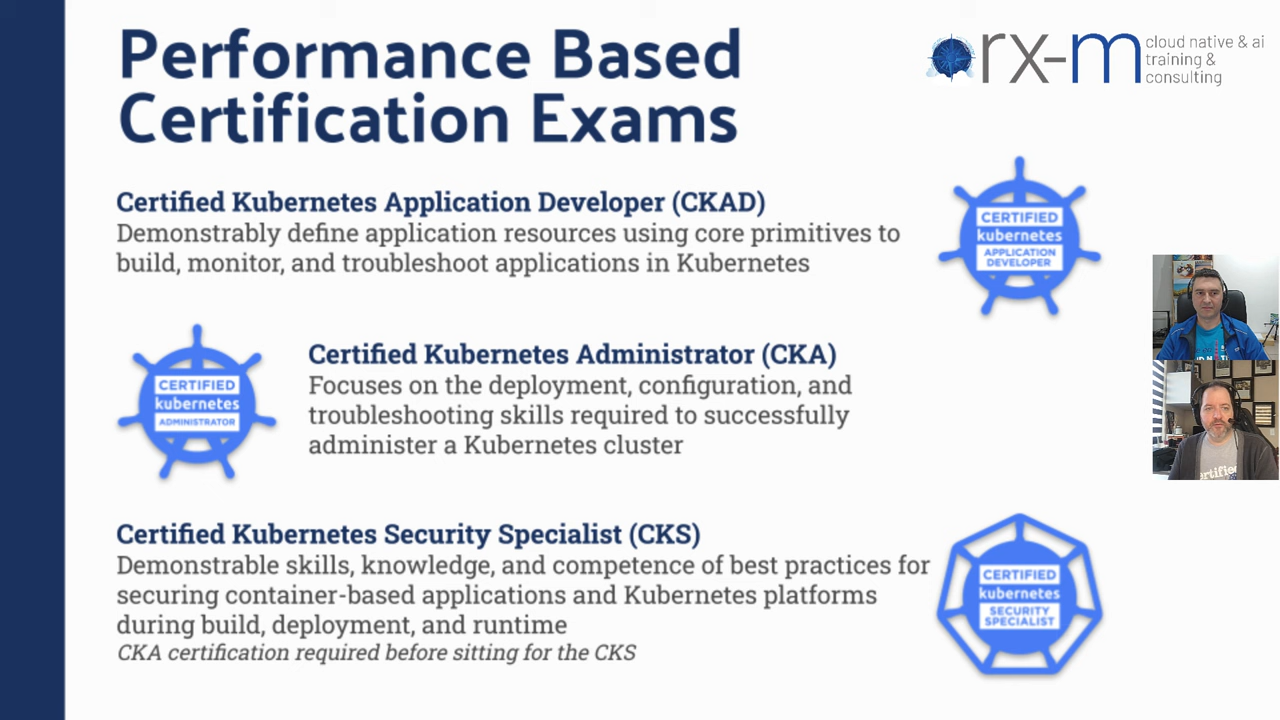 Performance Based
Certification Exams
rx-m
cloud native & ai
training &
consulting
Certified Kubernetes Application Developer (CKAD)
Demonstrably define application resources using core primitives to
build, monitor, and troubleshoot applications in Kubernetes
CERTIFIED
kubernetes
APPLICATION
DEVELOPER
CERTIFIED
kubernetes
ADMINISTRATOR
Certified Kubernetes Administrator (CKA)
Focuses on the deployment, configuration, and
troubleshooting skills required to successfully
administer a Kubernetes cluster
Certified Kubernetes Security Specialist (CKS)
Demonstrable skills, knowledge, and competence of best practices for
securing container-based applications and Kubernetes platforms
during build, deployment, and runtime
CKA certification required before sitting for the CKS
CERTIFIED
kubernetes
SECURITY
SPECIALIST